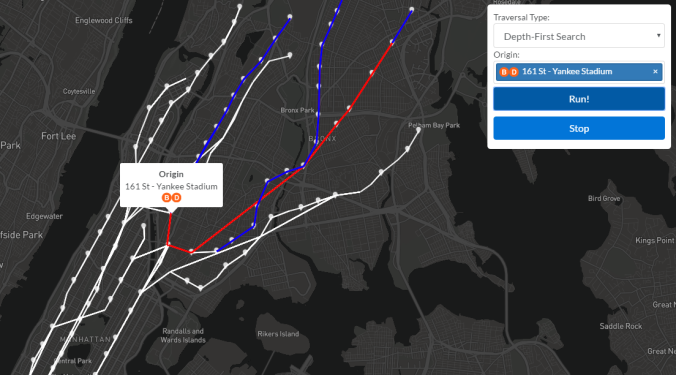 Englewood Cliffs
Coytesville
Fort Lee
Park
Edgewater
Bronx Park
BRONX
Pelham Bay Park
Origin
161 St - Yankee Stadium
B D
Bird Grove
Kings Point
Great
Saddle Rock
Great Ne
Randalls and
Wards Islands
Rikers Island
MANHATTAN
Central Park
fside Park
Traversal Type:
Depth-First Search
Origin:
B D 161 St - Yankee Stadium ×
Run!
Stop